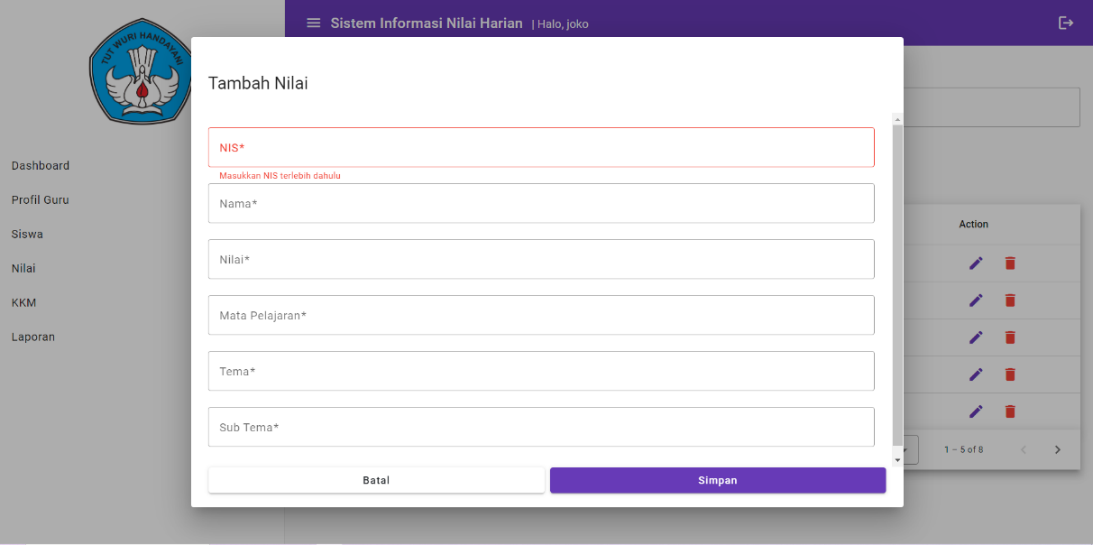 TUT WURI HANDAYANI
Sistem Informasi Nilai Harian | Halo, joko
Dashboard
Profil Guru
Siswa
Nilai
KKM
Laporan
Tambah Nilai
NIS*
Masukkan NIS terlebih dahulu
Nama*
Nilai*
Mata Pelajaran*
Tema*
Sub Tema*
Batal
Simpan
Action
1 – 5 of 8